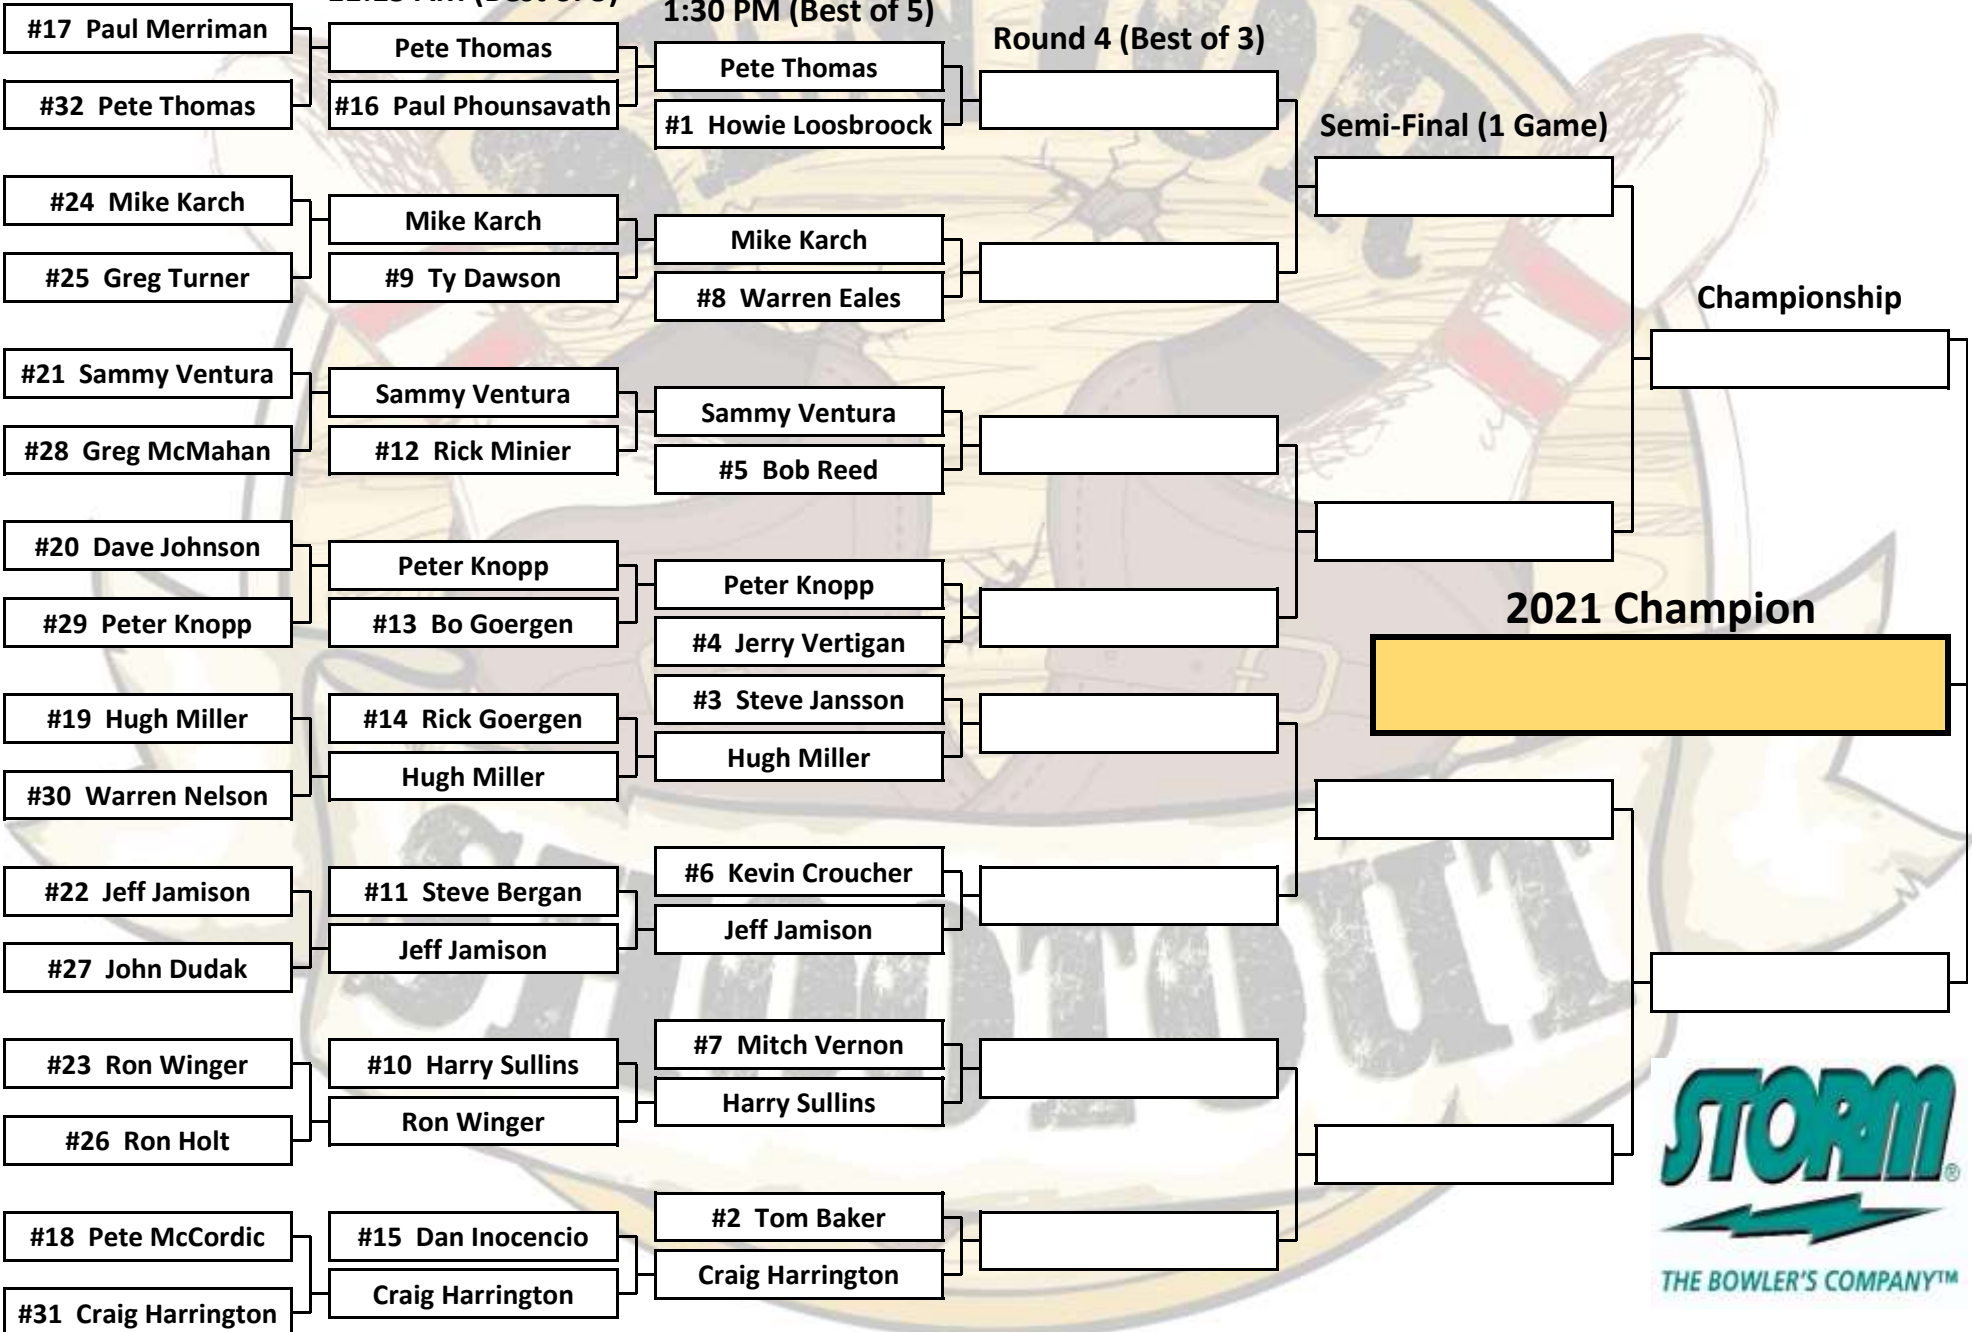 1:30 PM (Best of 5)
Round 4 (Best of 3)
Semi-Final (1 Game)
Championship
2021 Champion
#17 Paul Merriman
#32 Pete Thomas
#24 Mike Karch
#25 Greg Turner
#21 Sammy Ventura
#28 Greg McMahan
#20 Dave Johnson
#29 Peter Knopp
#19 Hugh Miller
#30 Warren Nelson
#22 Jeff Jamison
#27 John Dudak
#23 Ron Winger
#26 Ron Holt
#18 Pete McCordic
#31 Craig Harrington
Pete Thomas
#16 Paul Phounsavath
Mike Karch
#9 Ty Dawson
Sammy Ventura
#12 Rick Minier
Peter Knopp
#13 Bo Goergen
#14 Rick Goergen
Hugh Miller
#11 Steve Bergan
Jeff Jamison
#10 Harry Sullins
Ron Winger
#15 Dan Inocencio
Craig Harrington
Pete Thomas
#1 Howie Loosbroock
Mike Karch
#8 Warren Eales
Sammy Ventura
#5 Bob Reed
Peter Knopp
#4 Jerry Vertigan
#3 Steve Jansson
Hugh Miller
#6 Kevin Croucher
Jeff Jamison
#7 Mitch Vernon
Harry Sullins
#2 Tom Baker
Craig Harrington
SHOOTOUT
STORM®
THE BOWLER'S COMPANY™